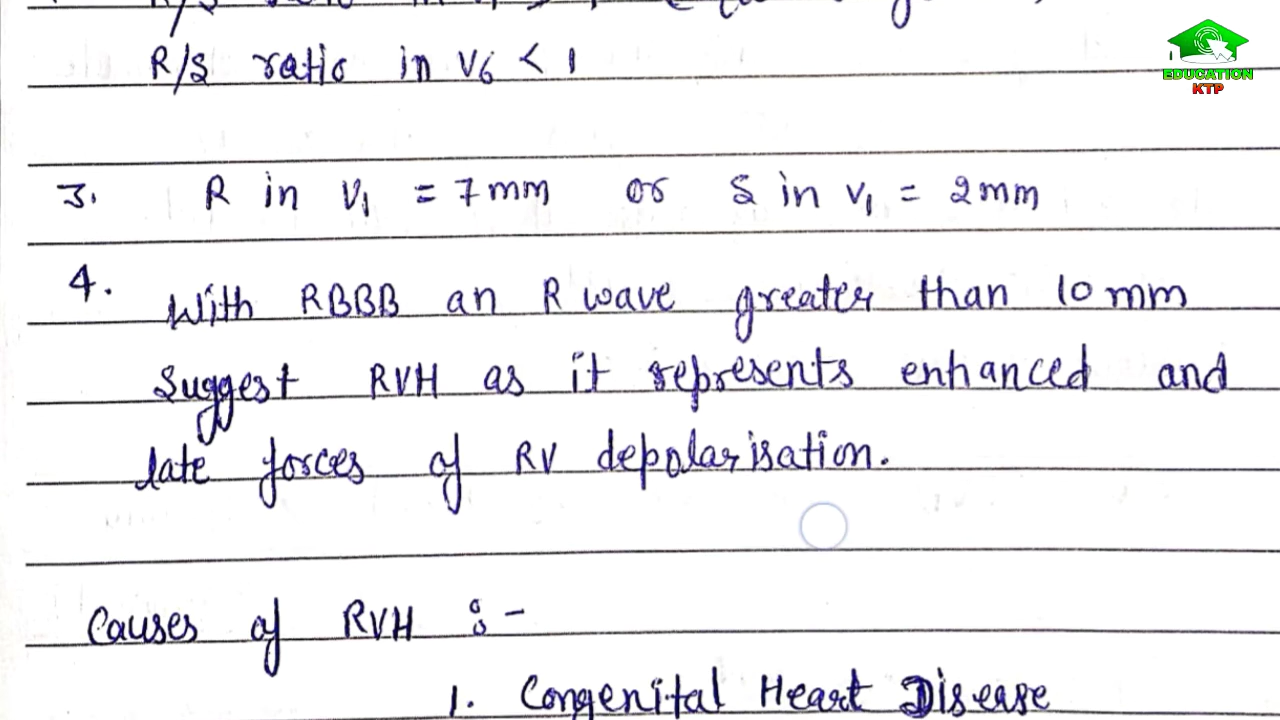 R/S ratio in V6 < 1
EDUCATION
KTP
3. R in V1 = 7mm or S in V1 = 2mm
4. With RBBB an R wave greater than 10mm
suggest RVH as it represents enhanced and
late forces of RV depolarisation.
Causes of RVH :-
1. Congenital Heart Disease